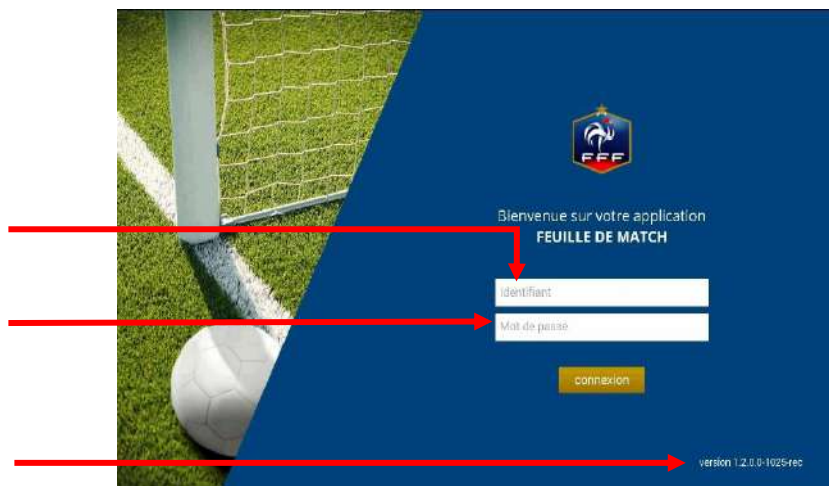 FFF
Bienvenue sur votre application
FEUILLE DE MATCH
Identifiant
Mot de passe
connexion
version 1.2.0.0-1025-rec